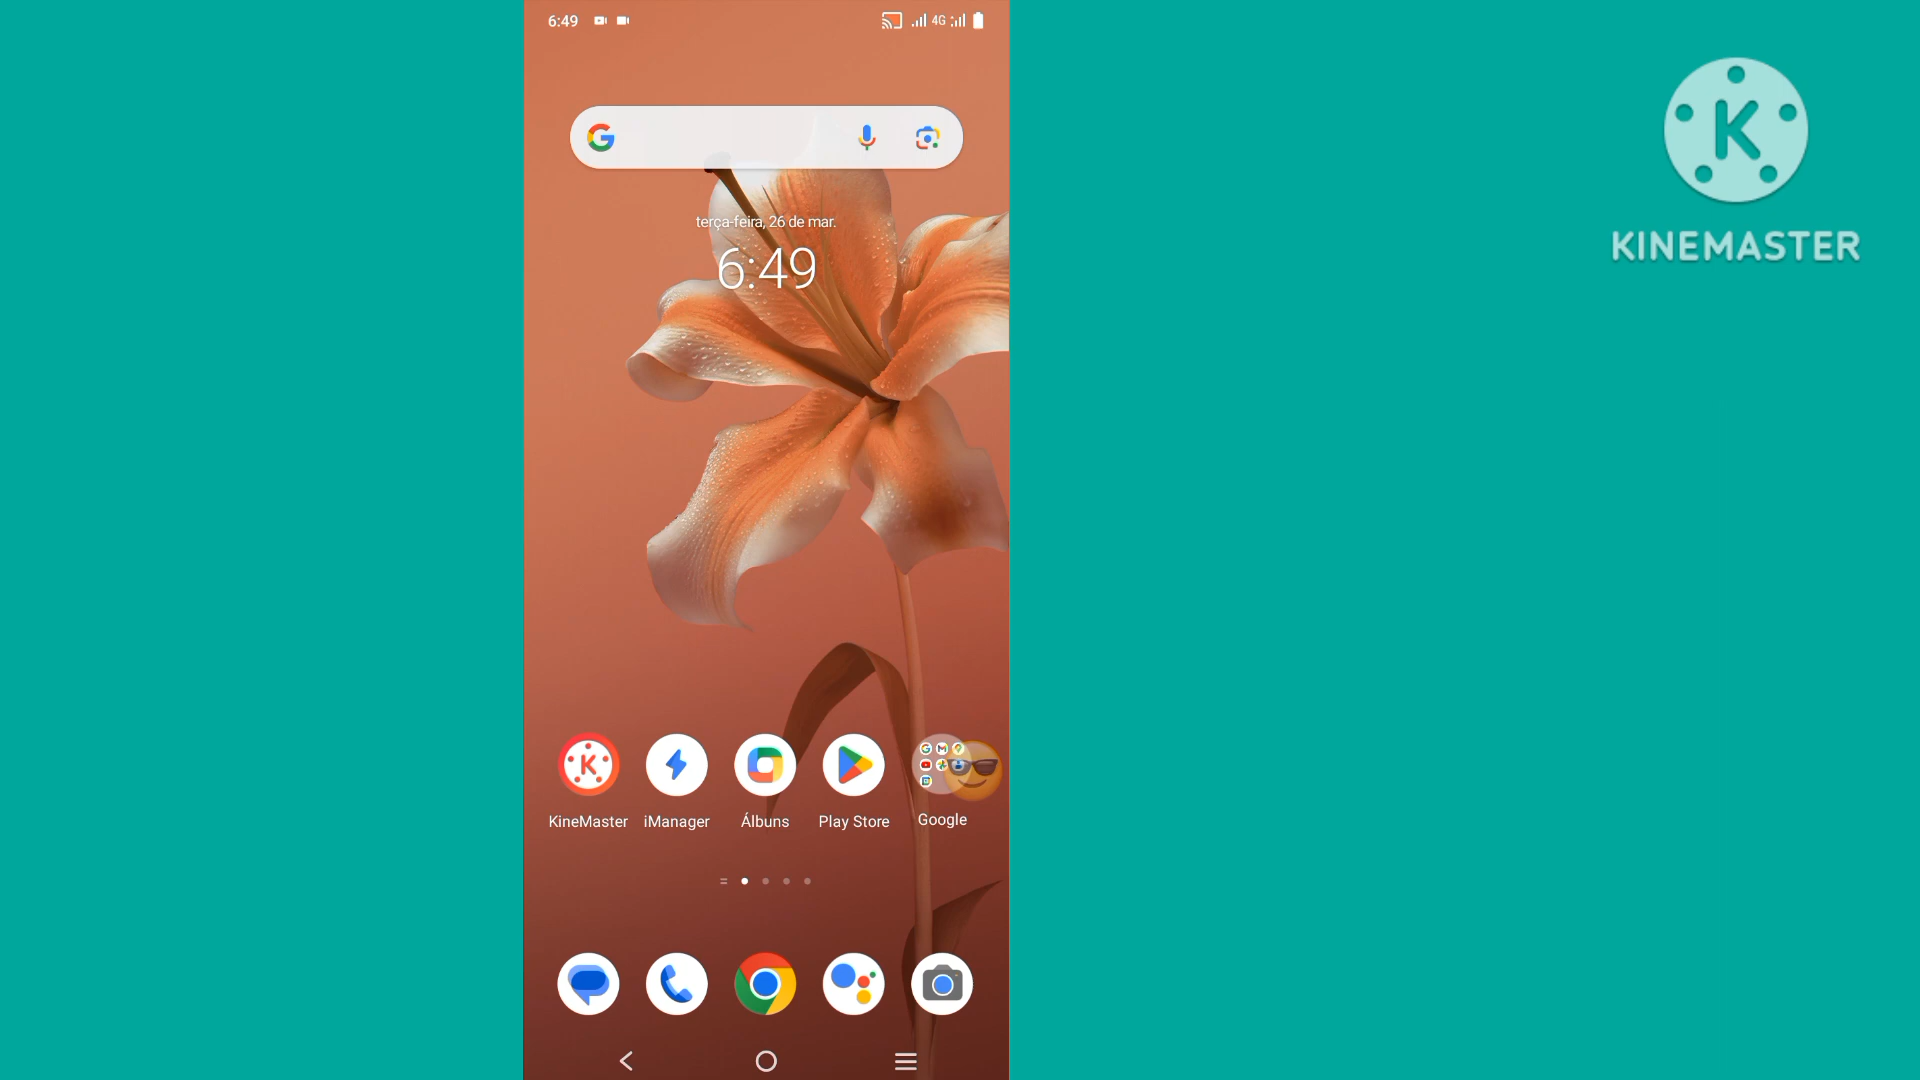 6:49
4G
KINEMASTER
terça-feira, 26 de mar.
6:49
KineMaster
iManager
Álbuns
Play Store
Google